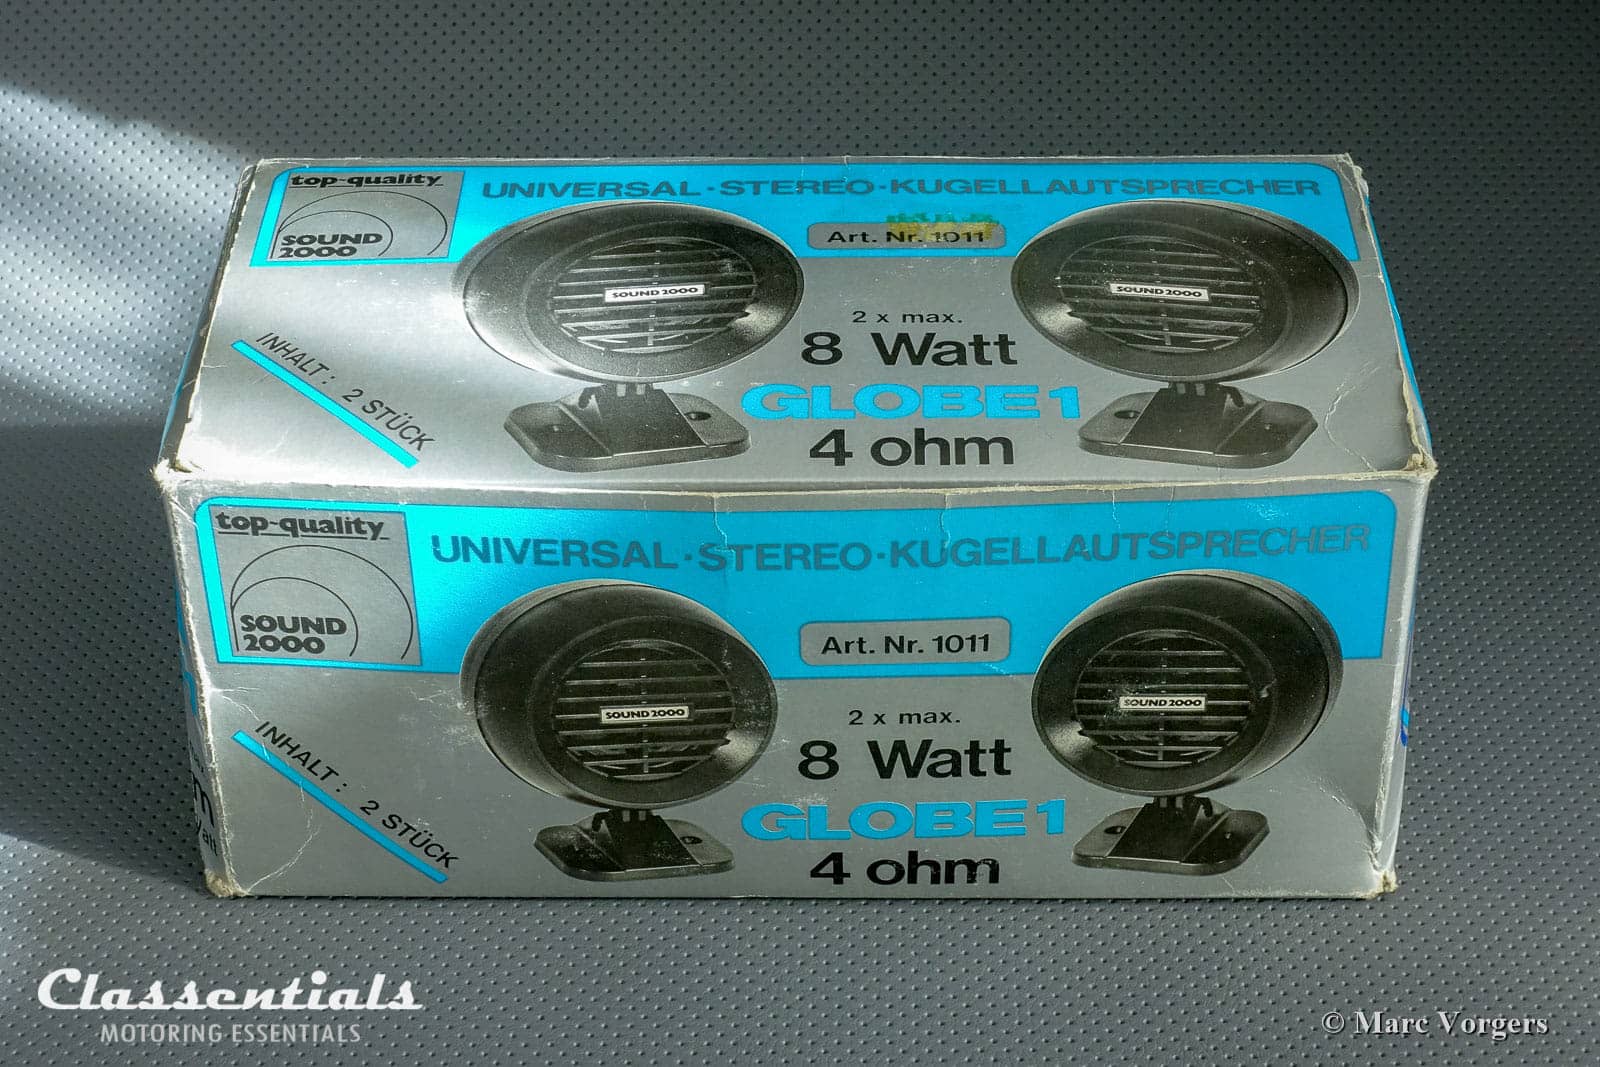 top-quality
SOUND
2000
UNIVERSAL·STEREO·KUGELLAUTSPRECHER
Art. Nr. 1011
SOUND 2000
SOUND 2000
INHALT: 2 STÜCK
2 x max.
8 Watt
GLOBE 1
4 ohm
top-quality
SOUND
2000
UNIVERSAL·STEREO·KUGELLAUTSPRECHER
Art. Nr. 1011
SOUND 2000
SOUND 2000
INHALT: 2 STÜCK
2 x max.
8 Watt
GLOBE 1
4 ohm
Classentials
MOTORING ESSENTIALS
© Marc Vorgers